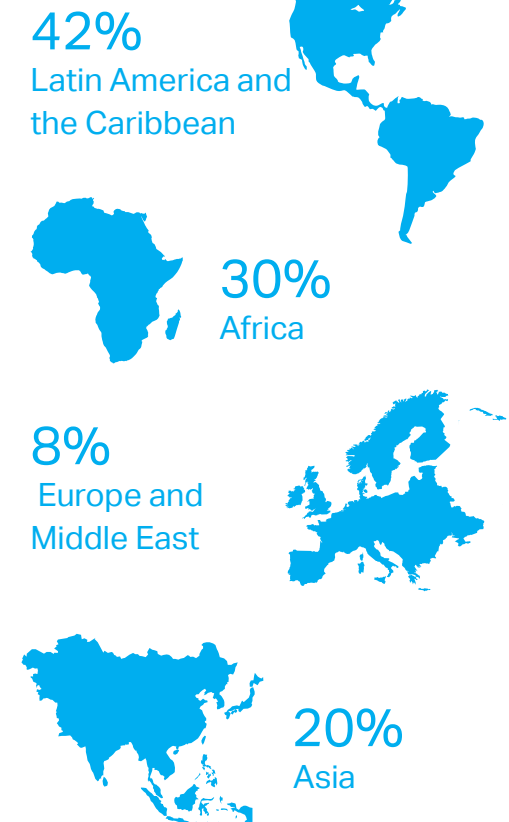 42%
Latin America and
the Caribbean
30%
Africa
8%
Europe and
Middle East
20%
Asia